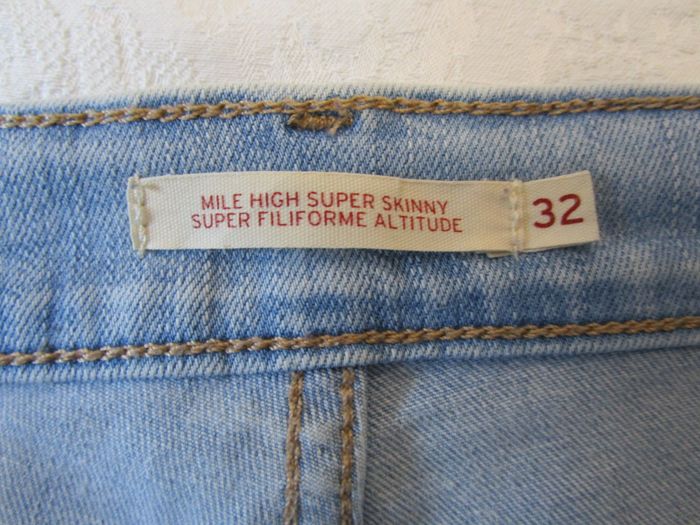 MILE HIGH SUPER SKINNY
SUPER FILIFORME ALTITUDE
32